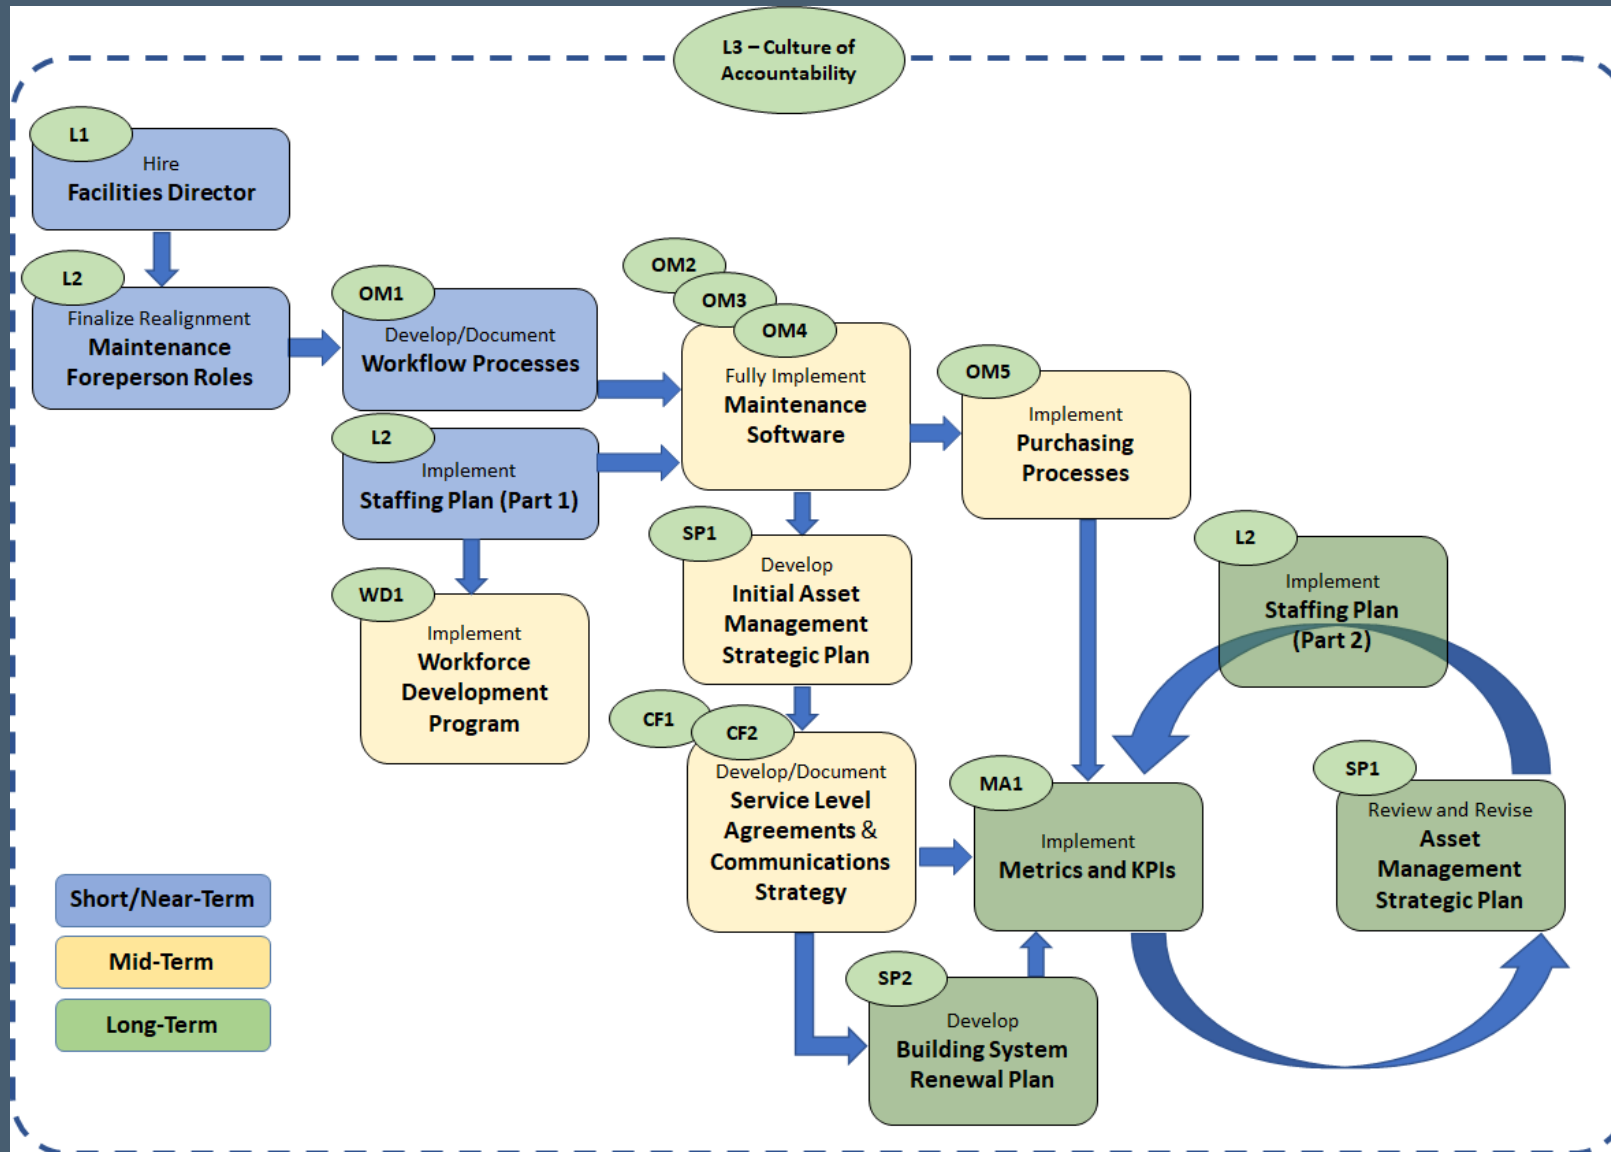 L3 – Culture of
Accountability
L1
Hire
Facilities Director
L2
Finalize Realignment
Maintenance
Foreperson Roles
OM1
Develop/Document
Workflow Processes
L2
Implement
Staffing Plan (Part 1)
WD1
Implement
Workforce
Development
Program
OM2
OM3
OM4
Fully Implement
Maintenance
Software
OM5
Implement
Purchasing
Processes
SP1
Develop
Initial Asset
Management
Strategic Plan
CF1
CF2
Develop/Document
Service Level
Agreements &
Communications
Strategy
SP2
Develop
Building System
Renewal Plan
MA1
Implement
Metrics and KPIs
L2
Implement
Staffing Plan
(Part 2)
SP1
Review and Revise
Asset
Management
Strategic Plan
Short/Near-Term
Mid-Term
Long-Term